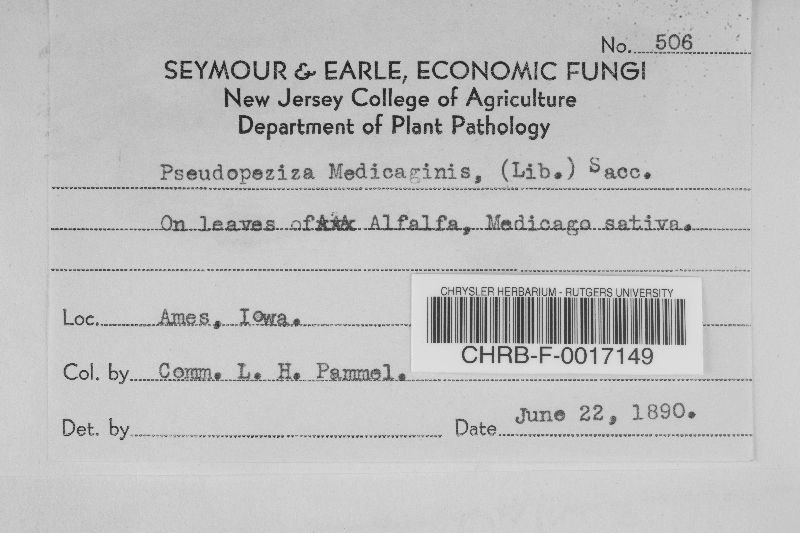 No. 506
SEYMOUR & EARLE, ECONOMIC FUNGI
New Jersey College of Agriculture
Department of Plant Pathology
Pseudopeziza Medicaginis, (Lib.) Sacc.
On leaves of Alfalfa, Medicago sativa.
Loc. Ames, Iowa.
CHRYSLER HERBARIUM - RUTGERS UNIVERSITY
CHRB-F-0017149
Col. by Comm. L. H. Pammel.
Det. by
Date June 22, 1890.